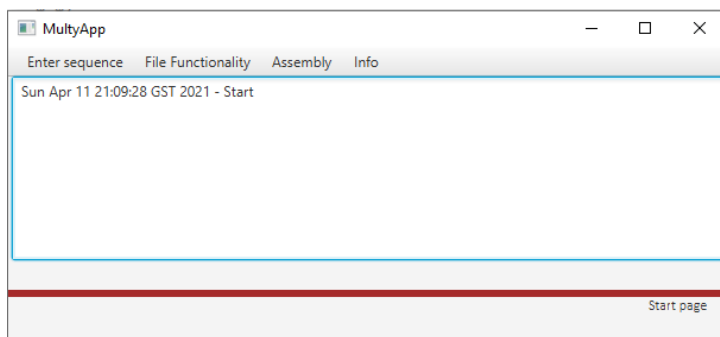 MultyApp
Enter sequence File Functionality Assembly Info
Sun Apr 11 21:09:28 GST 2021 - Start
Start page